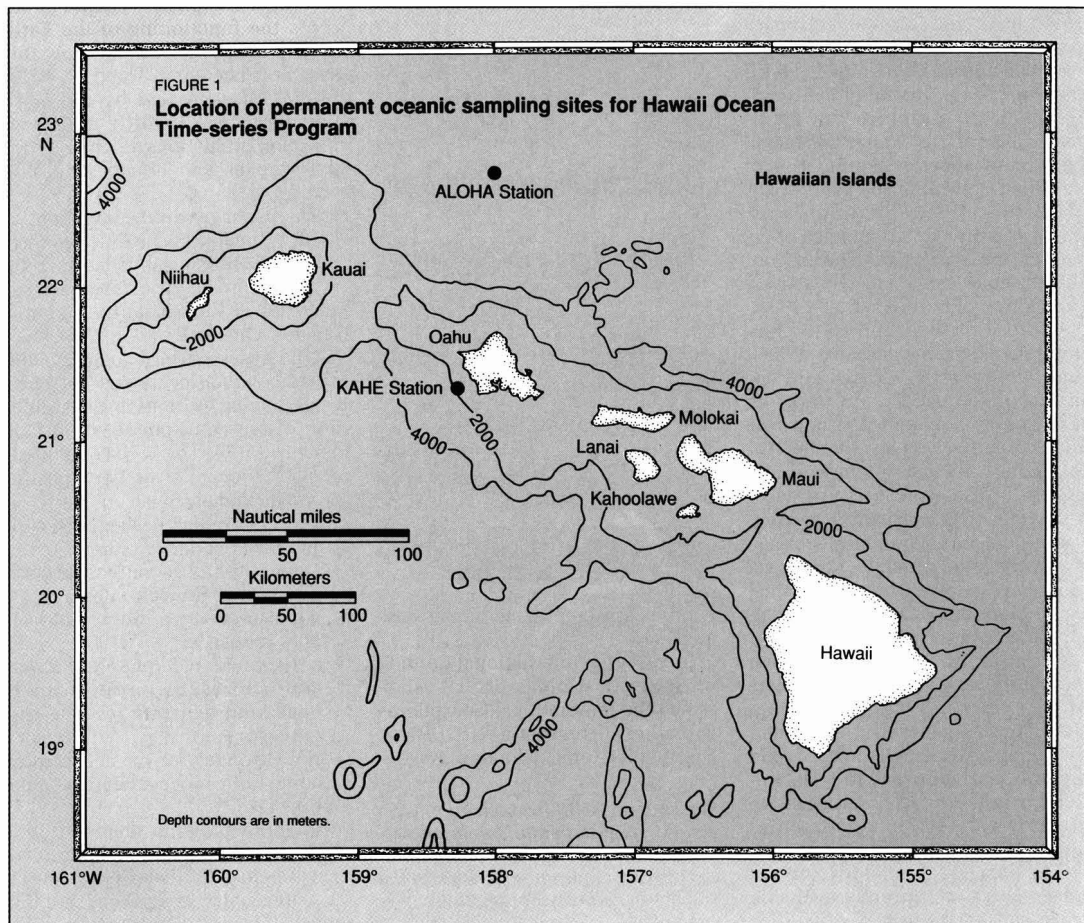 FIGURE 1
Location of permanent oceanic sampling sites for Hawaii Ocean
Time-series Program
23°
N
4000
ALOHA Station
Hawaiian Islands
22°
Niihau
Kauai
2000
Oahu
KAHE Station
4000
2000
4000
21°
Molokai
Lanai
Maui
Kahoolawe
2000
Nautical miles
0 50 100
Kilometers
0 50 100
20°
Hawaii
19°
4000
Depth contours are in meters.
161°W 160° 159° 158° 157° 156° 155° 154°